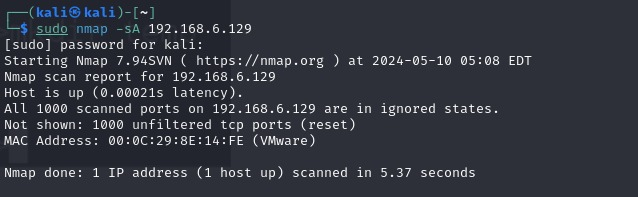 ┌──(kali㉿kali)-[~]
└─$ sudo nmap -sA 192.168.6.129
[sudo] password for kali:
Starting Nmap 7.94SVN ( https://nmap.org ) at 2024-05-10 05:08 EDT
Nmap scan report for 192.168.6.129
Host is up (0.00021s latency).
All 1000 scanned ports on 192.168.6.129 are in ignored states.
Not shown: 1000 unfiltered tcp ports (reset)
MAC Address: 00:0C:29:8E:14:FE (VMware)
Nmap done: 1 IP address (1 host up) scanned in 5.37 seconds